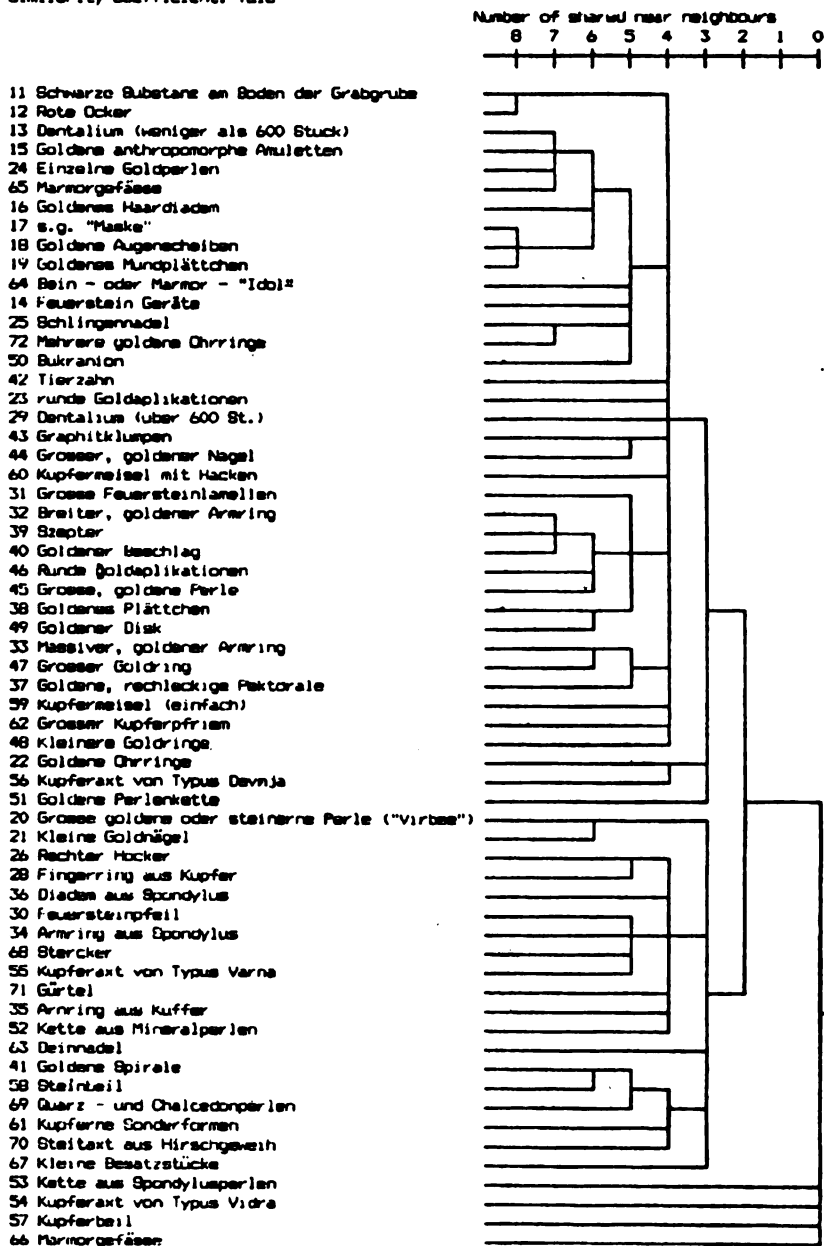 Number of shared near neighbours
8 7 6 5 4 3 2 1 0
11 Schwarze Substanz am Boden der Grabgrube
12 Rote Ocker
13 Dentalium (weniger als 600 Stuck)
15 Goldene anthropomorphe Amuletten
24 Einzelne Goldperlen
65 Marmorgefässe
16 Goldenes Haardiadem
17 s.g. "Maske"
18 Goldene Augenscheiben
19 Goldenes Mundplättchen
64 Bein - oder Marmor - "Idol"
14 Feuerstein Geräte
25 Schlingennadel
72 Mehrere goldene Ohrringe
50 Bukranion
42 Tierzahn
23 runde Goldaplikationen
29 Dentalium (uber 600 St.)
43 Graphitklumpen
44 Grosser, goldener Nagel
60 Kupfermeisel mit Hacken
31 Grosse Feuersteinlamellen
32 Breiter, goldener Armring
39 Szepter
40 Goldener Beschlag
46 Runde Goldaplikationen
45 Grosse, goldene Perle
38 Goldenes Plättchen
49 Goldener Disk
33 Massiver, goldener Armring
47 Grosser Goldring
37 Goldene, rechleckige Pektorale
59 Kupfermeisel (einfach)
62 Grosser Kupferpfriem
48 Kleinere Goldringe
22 Goldene Ohrringe
56 Kupferaxt von Typus Devnja
51 Goldene Perlenkette
20 Grosse goldene oder steinerne Perle ("Virbee")
21 Kleine Goldnägel
26 Rechter Hocker
28 Fingerring aus Kupfer
36 Diadem aus Spondylus
30 Feuersteinpfeil
34 Armring aus Spondylus
68 Stercker
55 Kupferaxt von Typus Varna
71 Gürtel
35 Arnring aus Kuffer
52 Kette aus Mineralperlen
63 Deinnadel
41 Goldene Spirale
58 Steinteil
69 Quarz - und Chalcedonperlen
61 Kupferne Sonderformen
70 Steitaxt aus Hirschgeweih
67 Kleine Besatzstücke
53 Kette aus Spondylusperlen
54 Kupferaxt von Typus Vidra
57 Kupferbeil
66 Marmorgefässe